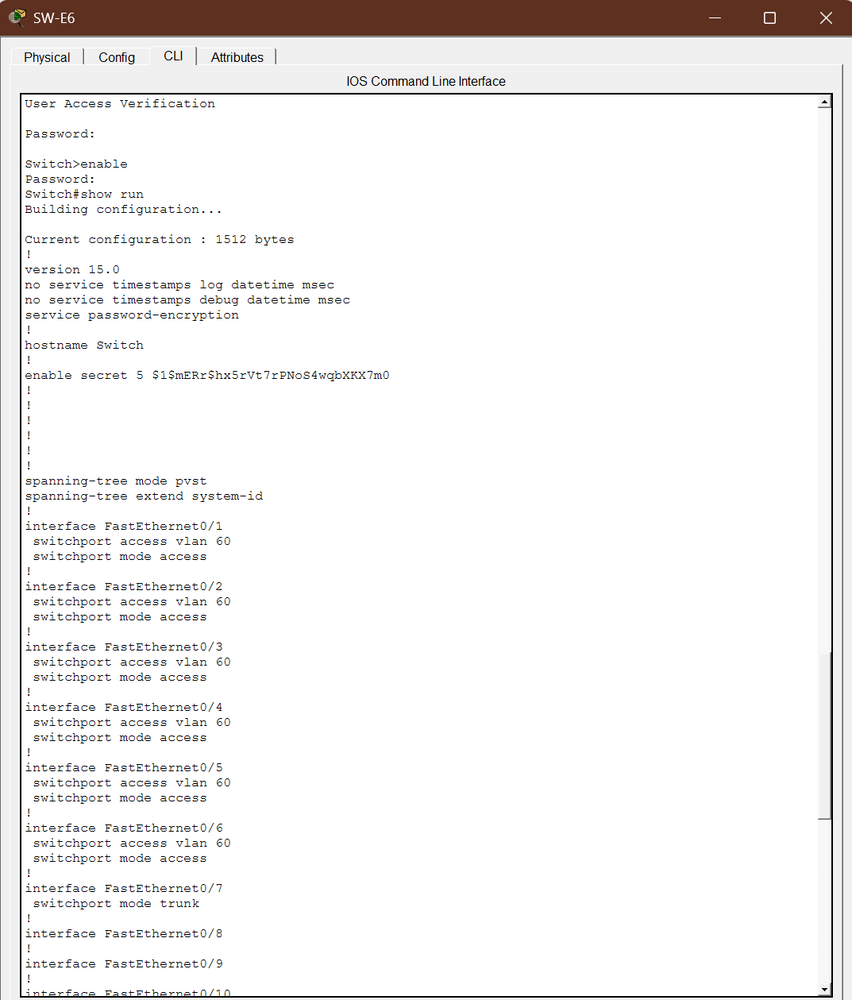 SW-E6
Physical Config CLI Attributes
IOS Command Line Interface
User Access Verification
Password:
Switch>enable
Password:
Switch#show run
Building configuration...
Current configuration : 1512 bytes
!
version 15.0
no service timestamps log datetime msec
no service timestamps debug datetime msec
service password-encryption
!
hostname Switch
!
enable secret 5 $1$mERr$hx5rVt7rPNoS4wqbXKX7m0
!
!
!
!
!
!
spanning-tree mode pvst
spanning-tree extend system-id
!
interface FastEthernet0/1
 switchport access vlan 60
 switchport mode access
!
interface FastEthernet0/2
 switchport access vlan 60
 switchport mode access
!
interface FastEthernet0/3
 switchport access vlan 60
 switchport mode access
!
interface FastEthernet0/4
 switchport access vlan 60
 switchport mode access
!
interface FastEthernet0/5
 switchport access vlan 60
 switchport mode access
!
interface FastEthernet0/6
 switchport access vlan 60
 switchport mode access
!
interface FastEthernet0/7
 switchport mode trunk
!
interface FastEthernet0/8
!
interface FastEthernet0/9
!
interface FastEthernet0/10